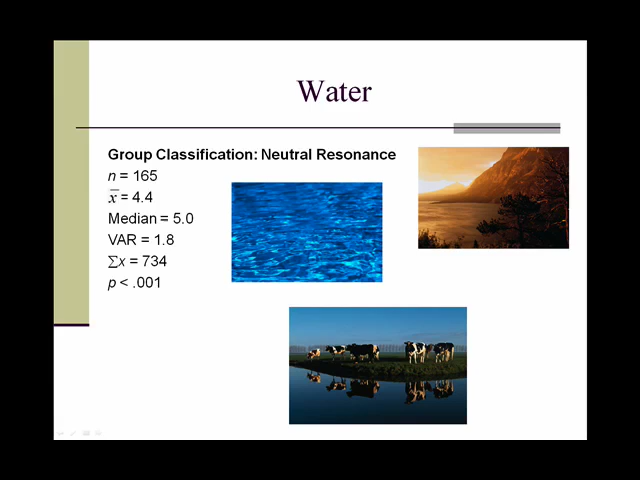 Water
Group Classification: Neutral Resonance
n = 165
x̅ = 4.4
Median = 5.0
VAR = 1.8
∑x = 734
p < .001